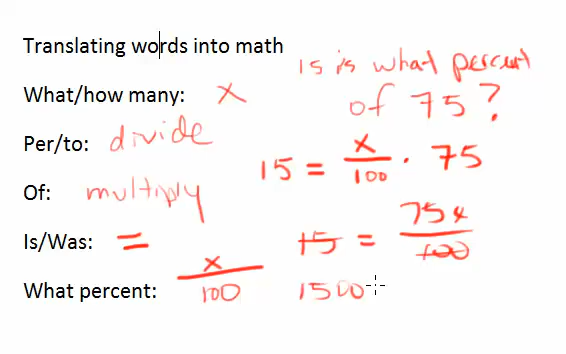 Translating words into math
What/how many: x
Per/to: divide
Of: multiply
Is/Was: =
What percent: x/100
15 is what percent
of 75?
15 = x/100 · 75
15 = 75x/100
1500